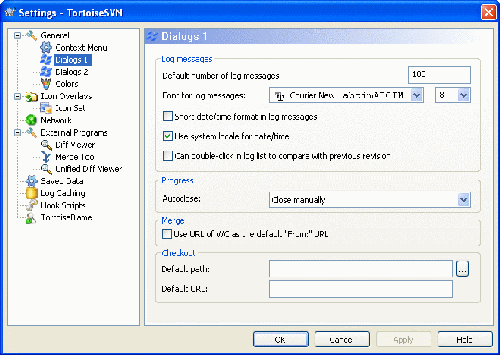 Settings - TortoiseSVN
General
Context Menu
Dialogs 1
Dialogs 2
Colors
Icon Overlays
Icon Set
Network
External Programs
Diff Viewer
Merge Tool
Unified Diff Viewer
Saved Data
Log Caching
Hook Scripts
TortoiseBlame
Dialogs 1
Log messages
Default number of log messages
100
Font for log messages:
Courier New
8
Short date/time format in log messages
Use system locale for date/time
Can double-click in log list to compare with previous revision
Progress
Autoclose:
Close manually
Merge
Use URL of WC as the default "From:" URL
Checkout
Default path:
...
Default URL:
OK
Cancel
Apply
Help